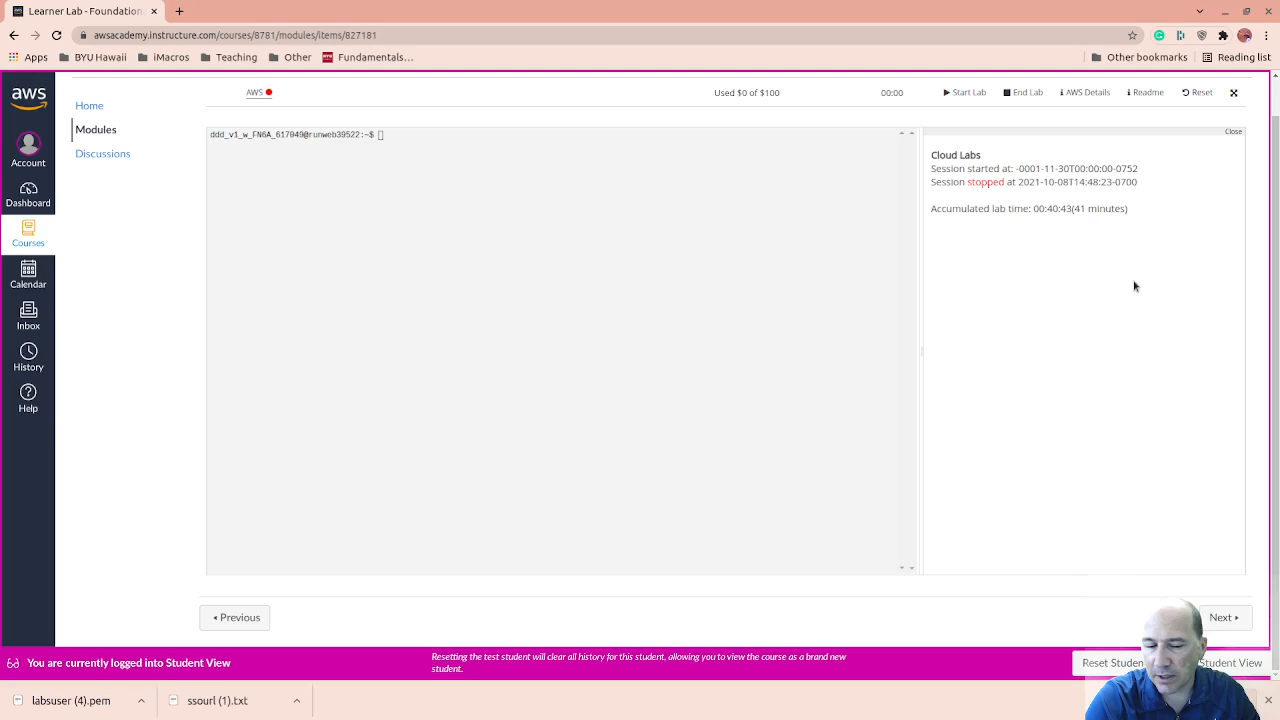 Learner Lab - Foundation
awsacademy.instructure.com/courses/8781/modules/items/827181
Apps BYU Hawaii iMacros Teaching Other Fundamentals... Other Bookmarks Reading list
aws
Account
Dashboard
Courses
Calendar
Inbox
History
Help
Home
Modules
Discussions
AWS Used $0 of $100 00:00 Start Lab End Lab AWS Details Readme Reset
ddd_v1_w_FN6A_617049@runweb39522:~$
Close
Cloud Labs
Session started at: -0001-11-30T00:00:00-0752
Session stopped at 2021-10-08T14:48:23-0700
Accumulated lab time: 00:40:43(41 minutes)
Previous
Next
You are currently logged into Student View
Resetting the test student will clear all history for this student, allowing you to view the course as a brand new
student.
Reset Studen
Student View
labsuser (4).pem
ssourl (1).txt